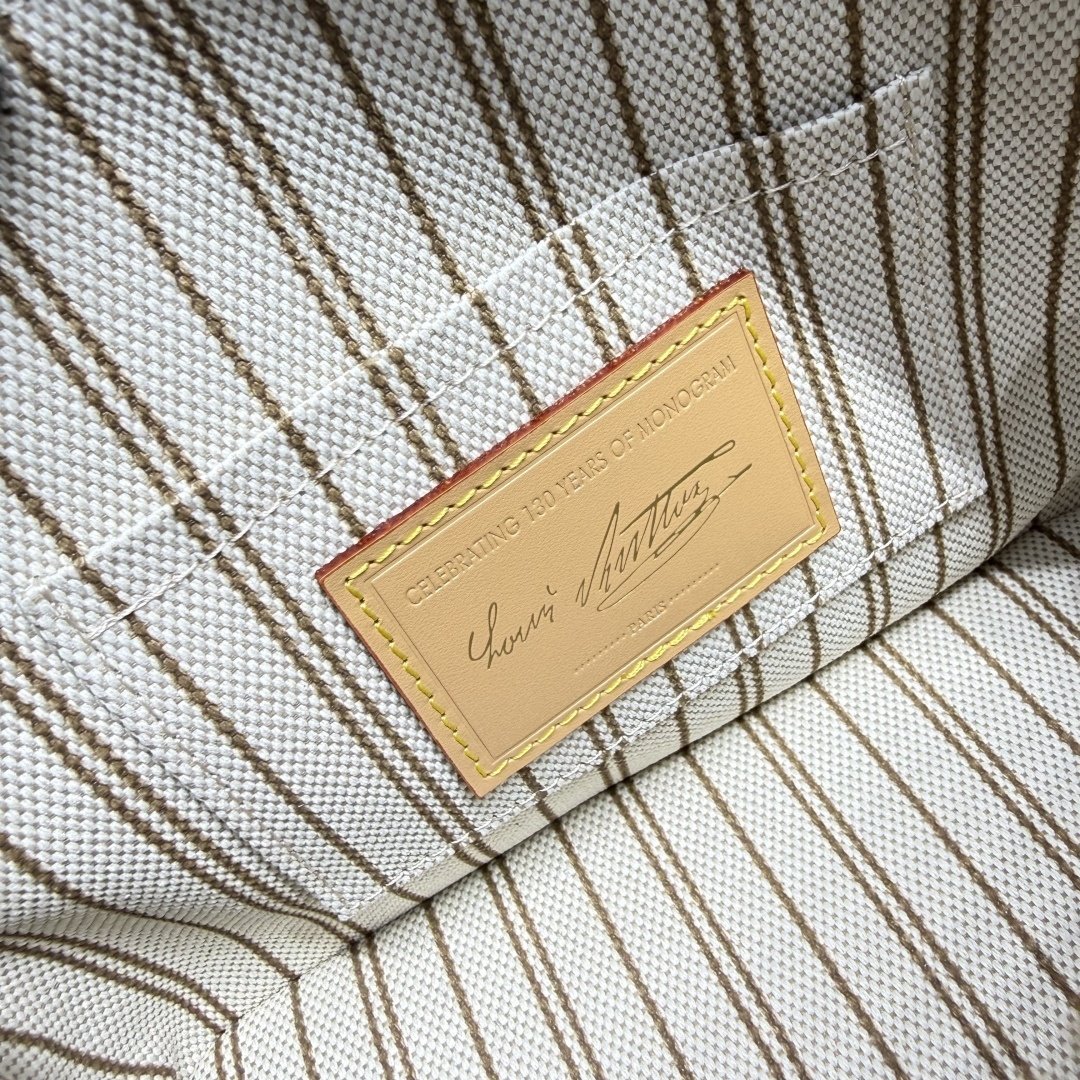 CELEBRATING 130 YEARS OF MONOGRAM
Louis Vuitton
.......... PARIS ..........